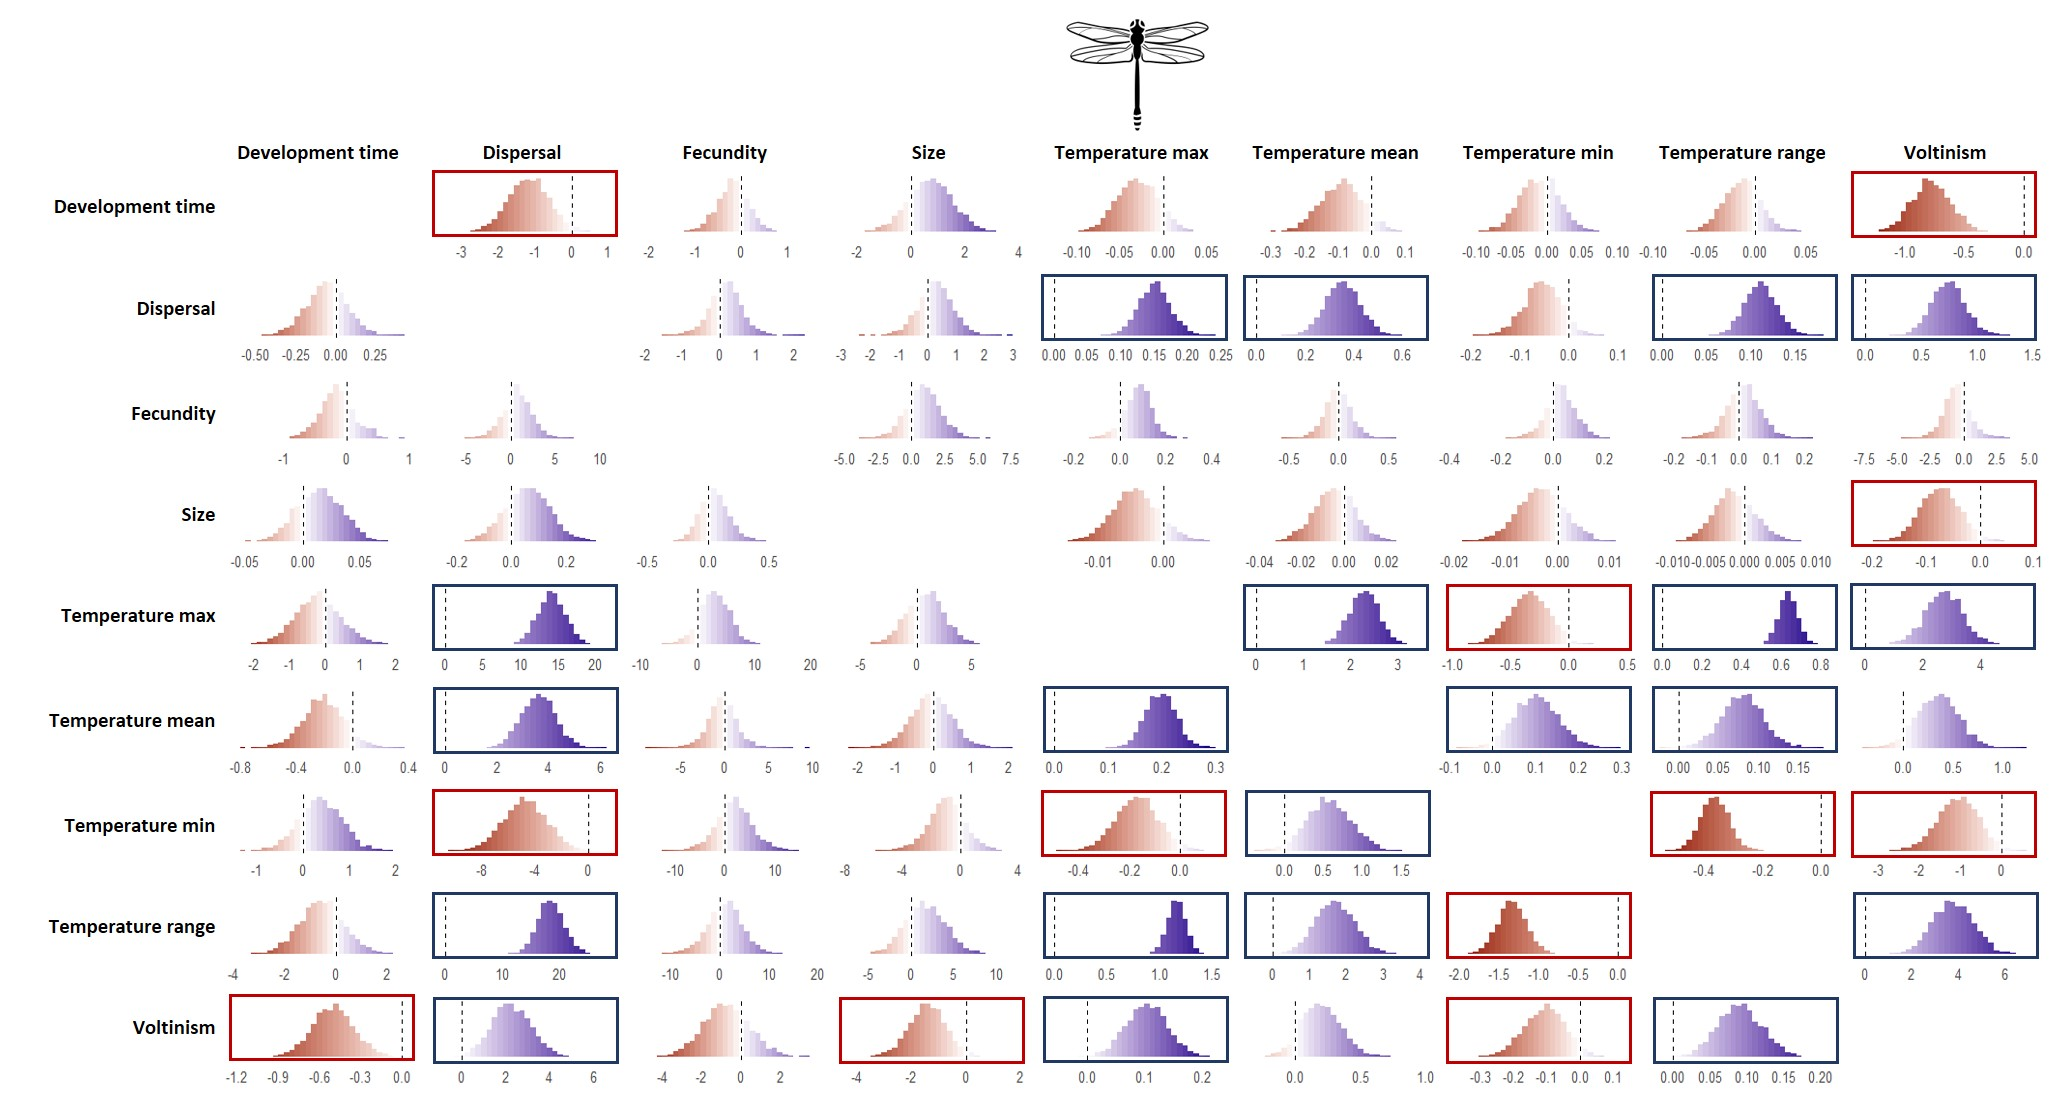 Development time Dispersal Fecundity Size Temperature max Temperature mean Temperature min Temperature range Voltinism
Development time
-3 -2 -1 0 1 -2 -1 0 1 -2 0 2 4 -0.10 -0.05 0.00 0.05 -0.3 -0.2 -0.1 0.0 0.1 -0.10 -0.05 0.00 0.05 0.10 -0.10 -0.05 0.00 0.05 -1.0 -0.5 0.0
Dispersal
-0.50 -0.25 0.00 0.25 -2 -1 0 1 2 -3 -2 -1 0 1 2 3 0.00 0.05 0.10 0.15 0.20 0.25 0.0 0.2 0.4 0.6 -0.2 -0.1 0.0 0.1 0.00 0.05 0.10 0.15 0.0 0.5 1.0 1.5
Fecundity
-1 0 1 -5 0 5 10 -5.0 -2.5 0.0 2.5 5.0 7.5 -0.2 0.0 0.2 0.4 -0.5 0.0 0.5 -0.4 -0.2 0.0 0.2 -0.2 -0.1 0.0 0.1 0.2 -7.5 -5.0 -2.5 0.0 2.5 5.0
Size
-0.05 0.00 0.05 -0.2 0.0 0.2 -0.5 0.0 0.5 -0.01 0.00 -0.04 -0.02 0.00 0.02 -0.02 -0.01 0.00 0.01 -0.010 -0.005 0.000 0.005 0.010 -0.2 -0.1 0.0 0.1
Temperature max
-2 -1 0 1 2 0 5 10 15 20 -10 0 10 20 -5 0 5 0 1 2 3 -1.0 -0.5 0.0 0.5 0.0 0.2 0.4 0.6 0.8 0 2 4
Temperature mean
-0.8 -0.4 0.0 0.4 0 2 4 6 -5 0 5 10 -2 -1 0 1 2 0.0 0.1 0.2 0.3 -0.1 0.0 0.1 0.2 0.3 0.00 0.05 0.10 0.15 0.0 0.5 1.0
Temperature min
-1 0 1 2 -8 -4 0 -10 0 10 -8 -4 0 4 -0.4 -0.2 0.0 0.0 0.5 1.0 1.5 -0.4 -0.2 0.0 -3 -2 -1 0
Temperature range
-4 -2 0 2 0 10 20 -10 0 10 20 -5 0 5 10 0.0 0.5 1.0 1.5 0 1 2 3 4 -2.0 -1.5 -1.0 -0.5 0.0 0 2 4 6
Voltinism
-1.2 -0.9 -0.6 -0.3 0.0 0 2 4 6 -4 -2 0 2 -4 -2 0 2 0.0 0.1 0.2 0.0 0.5 1.0 -0.3 -0.2 -0.1 0.0 0.1 0.00 0.05 0.10 0.15 0.20